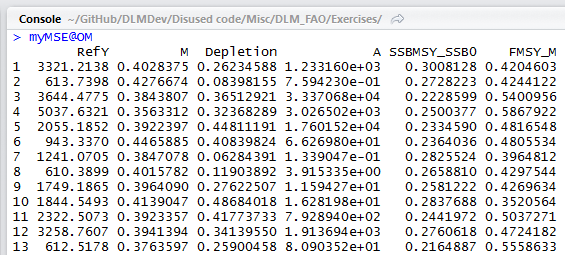 Console ~/GitHub/DLMDev/Disused code/Misc/DLM_FAO/Exercises/
> myMSE@OM
RefY M Depletion A SSBMSY_SSB0 FMSY_M
1 3321.2138 0.4028375 0.26234588 1.233160e+03 0.3008128 0.4204603
2 613.7398 0.4276674 0.08398155 7.594230e-01 0.2728223 0.4244122
3 3644.4775 0.3843807 0.36512921 3.337068e+04 0.2228599 0.5400956
4 5037.6321 0.3563312 0.32368289 3.026502e+03 0.2500377 0.5867922
5 2055.1852 0.3922397 0.44811191 1.760152e+04 0.2334590 0.4816548
6 943.3370 0.4465885 0.40839824 6.626980e+01 0.2364036 0.4805534
7 1241.0705 0.3847078 0.06284391 1.339047e-01 0.2825524 0.3964812
8 610.3899 0.4015782 0.11903892 3.915335e+00 0.2658810 0.4297544
9 1749.1865 0.3964090 0.27622507 1.159427e+01 0.2581222 0.4269634
10 1844.5493 0.4139047 0.48684018 1.628198e+01 0.2837688 0.3520564
11 2322.5073 0.3923357 0.41773733 7.928940e+02 0.2441972 0.5037271
12 3258.7607 0.3941394 0.34139550 1.913694e+03 0.2760618 0.4724182
13 612.5178 0.3763597 0.25900458 8.090352e+01 0.2164887 0.5558633